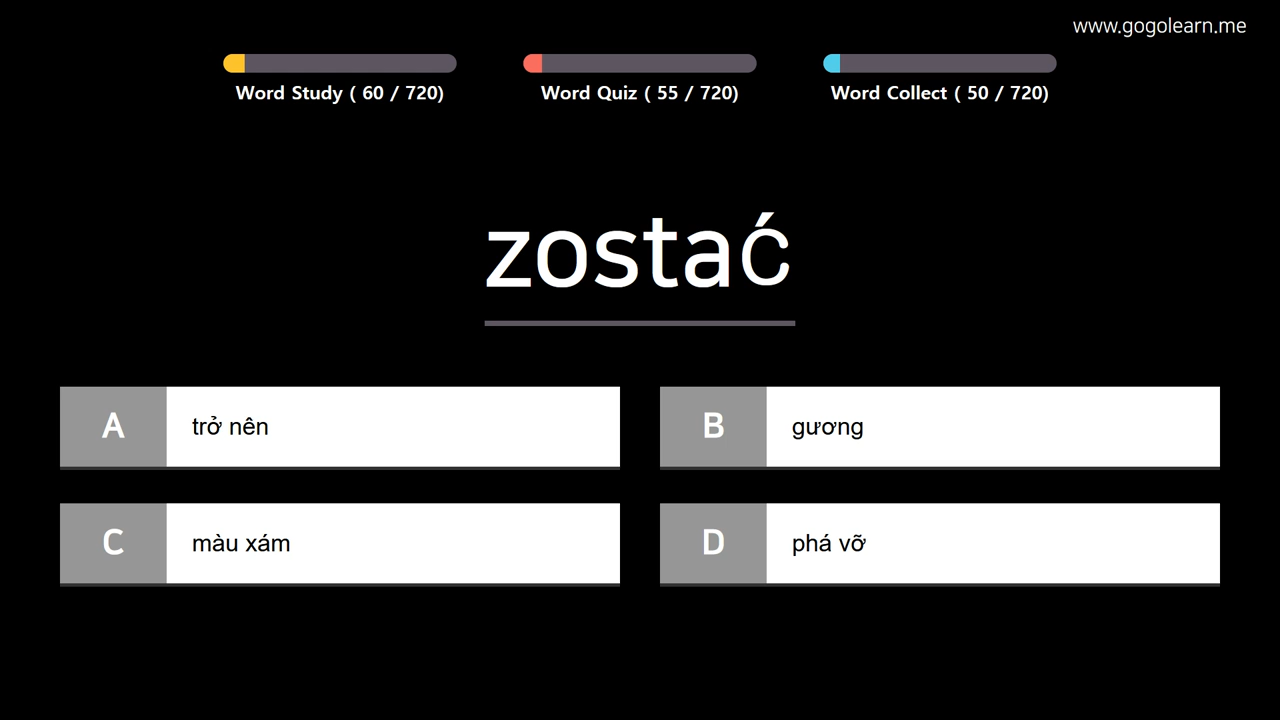 www.gogolearn.me
Word Study ( 60 / 720)
Word Quiz ( 55 / 720)
Word Collect ( 50 / 720)
zostać
A trở nên
B gương
C màu xám
D phá vỡ